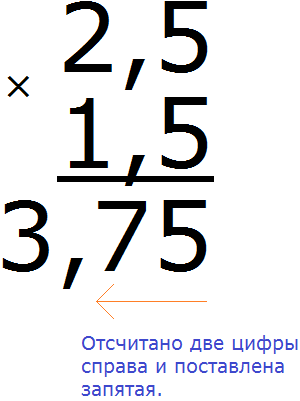 2,5
×
1,5
3,75
Отсчитано две цифры
справа и поставлена
запятая.